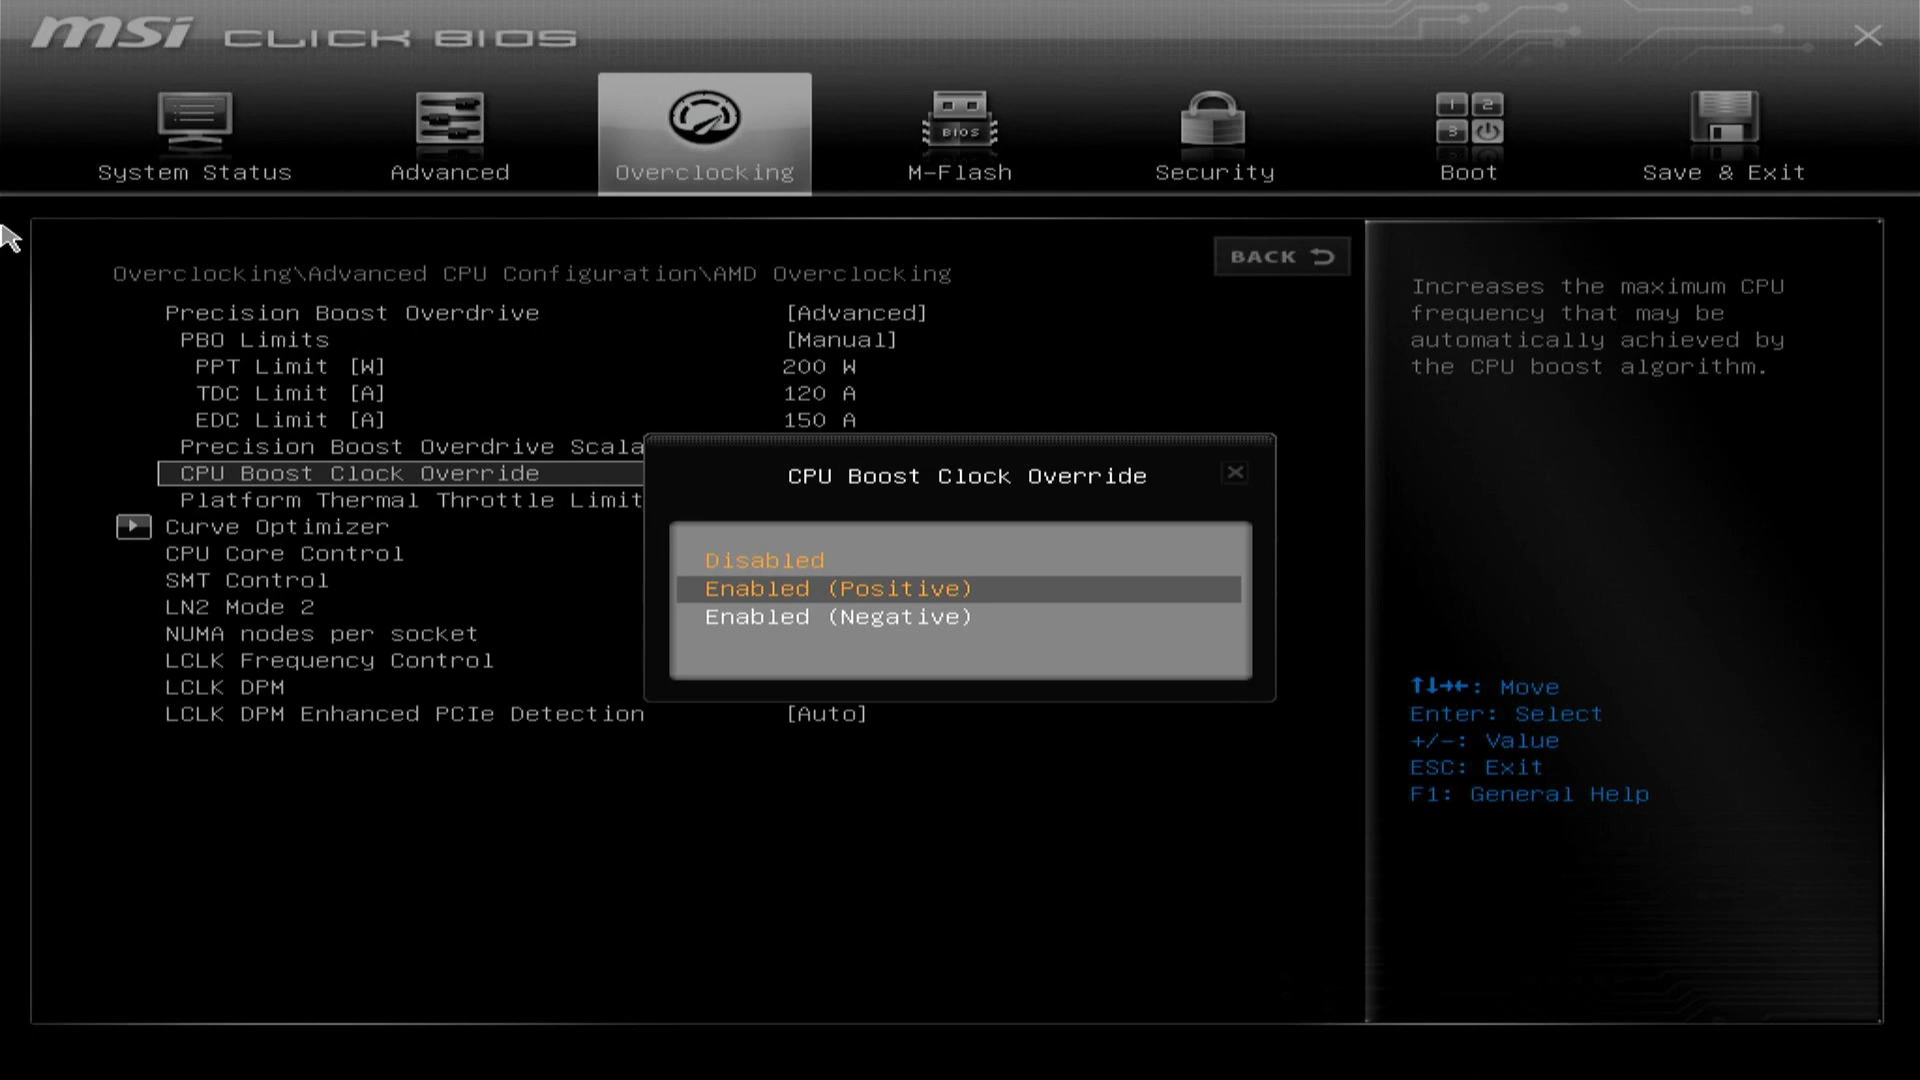 msi CLICK BIOS
System Status
Advanced
Overclocking
BIOS
M-Flash
Security
1 2
3
Boot
Save & Exit
BACK
Overclocking\Advanced CPU Configuration\AMD Overclocking
Precision Boost Overdrive [Advanced]
PBO Limits [Manual]
PPT Limit [W] 200 W
TDC Limit [A] 120 A
EDC Limit [A] 150 A
Precision Boost Overdrive Scala
CPU Boost Clock Override
Platform Thermal Throttle Limit
Curve Optimizer
CPU Core Control
SMT Control
LN2 Mode 2
NUMA nodes per socket
LCLK Frequency Control
LCLK DPM
LCLK DPM Enhanced PCIe Detection [Auto]
CPU Boost Clock Override
Disabled
Enabled (Positive)
Enabled (Negative)
Increases the maximum CPU
frequency that may be
automatically achieved by
the CPU boost algorithm.
↑↓→←: Move
Enter: Select
+/-: Value
ESC: Exit
F1: General Help